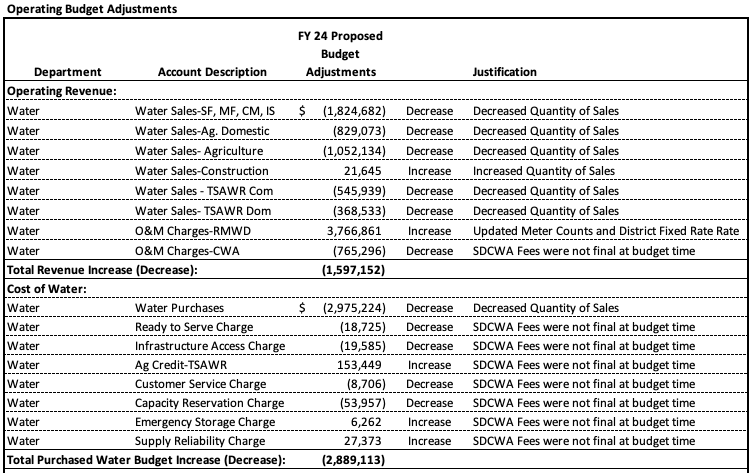 Operating Budget Adjustments
FY 24 Proposed
Budget
Department Account Description Adjustments Justification
Operating Revenue:
Water Water Sales-SF, MF, CM, IS $ (1,824,682) Decrease Decreased Quantity of Sales
Water Water Sales-Ag. Domestic (829,073) Decrease Decreased Quantity of Sales
Water Water Sales- Agriculture (1,052,134) Decrease Decreased Quantity of Sales
Water Water Sales-Construction 21,645 Increase Increased Quantity of Sales
Water Water Sales - TSAWR Com (545,939) Decrease Decreased Quantity of Sales
Water Water Sales- TSAWR Dom (368,533) Decrease Decreased Quantity of Sales
Water O&M Charges-RMWD 3,766,861 Increase Updated Meter Counts and District Fixed Rate Rate
Water O&M Charges-CWA (765,296) Decrease SDCWA Fees were not final at budget time
Total Revenue Increase (Decrease): (1,597,152)
Cost of Water:
Water Water Purchases $ (2,975,224) Decrease Decreased Quantity of Sales
Water Ready to Serve Charge (18,725) Decrease SDCWA Fees were not final at budget time
Water Infrastructure Access Charge (19,585) Decrease SDCWA Fees were not final at budget time
Water Ag Credit-TSAWR 153,449 Increase SDCWA Fees were not final at budget time
Water Customer Service Charge (8,706) Decrease SDCWA Fees were not final at budget time
Water Capacity Reservation Charge (53,957) Decrease SDCWA Fees were not final at budget time
Water Emergency Storage Charge 6,262 Increase SDCWA Fees were not final at budget time
Water Supply Reliability Charge 27,373 Increase SDCWA Fees were not final at budget time
Total Purchased Water Budget Increase (Decrease): (2,889,113)